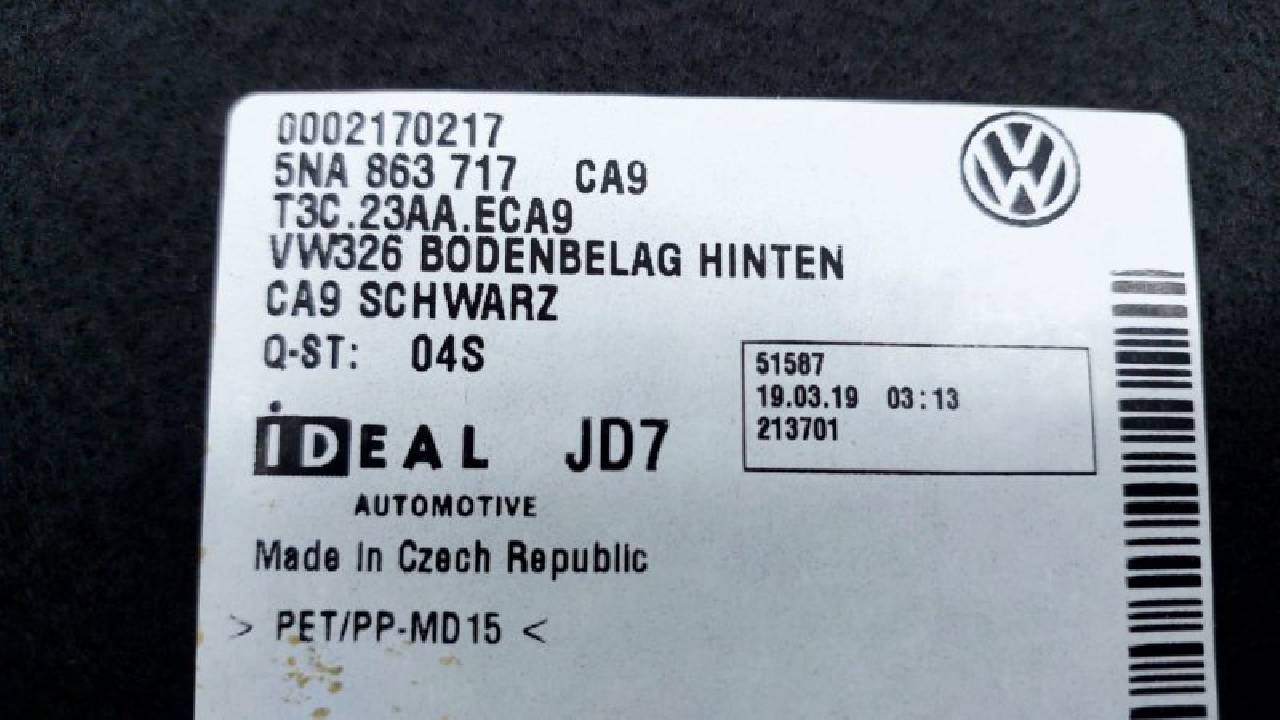 0002170217
5NA 863 717 CA9
T3C.23AA.ECA9
VW326 BODENBELAG HINTEN
CA9 SCHWARZ
Q-ST: 04S
51587
19.03.19 03:13
213701
iDEAL JD7
AUTOMOTIVE
Made in Czech Republic
> PET/PP-MD15 <